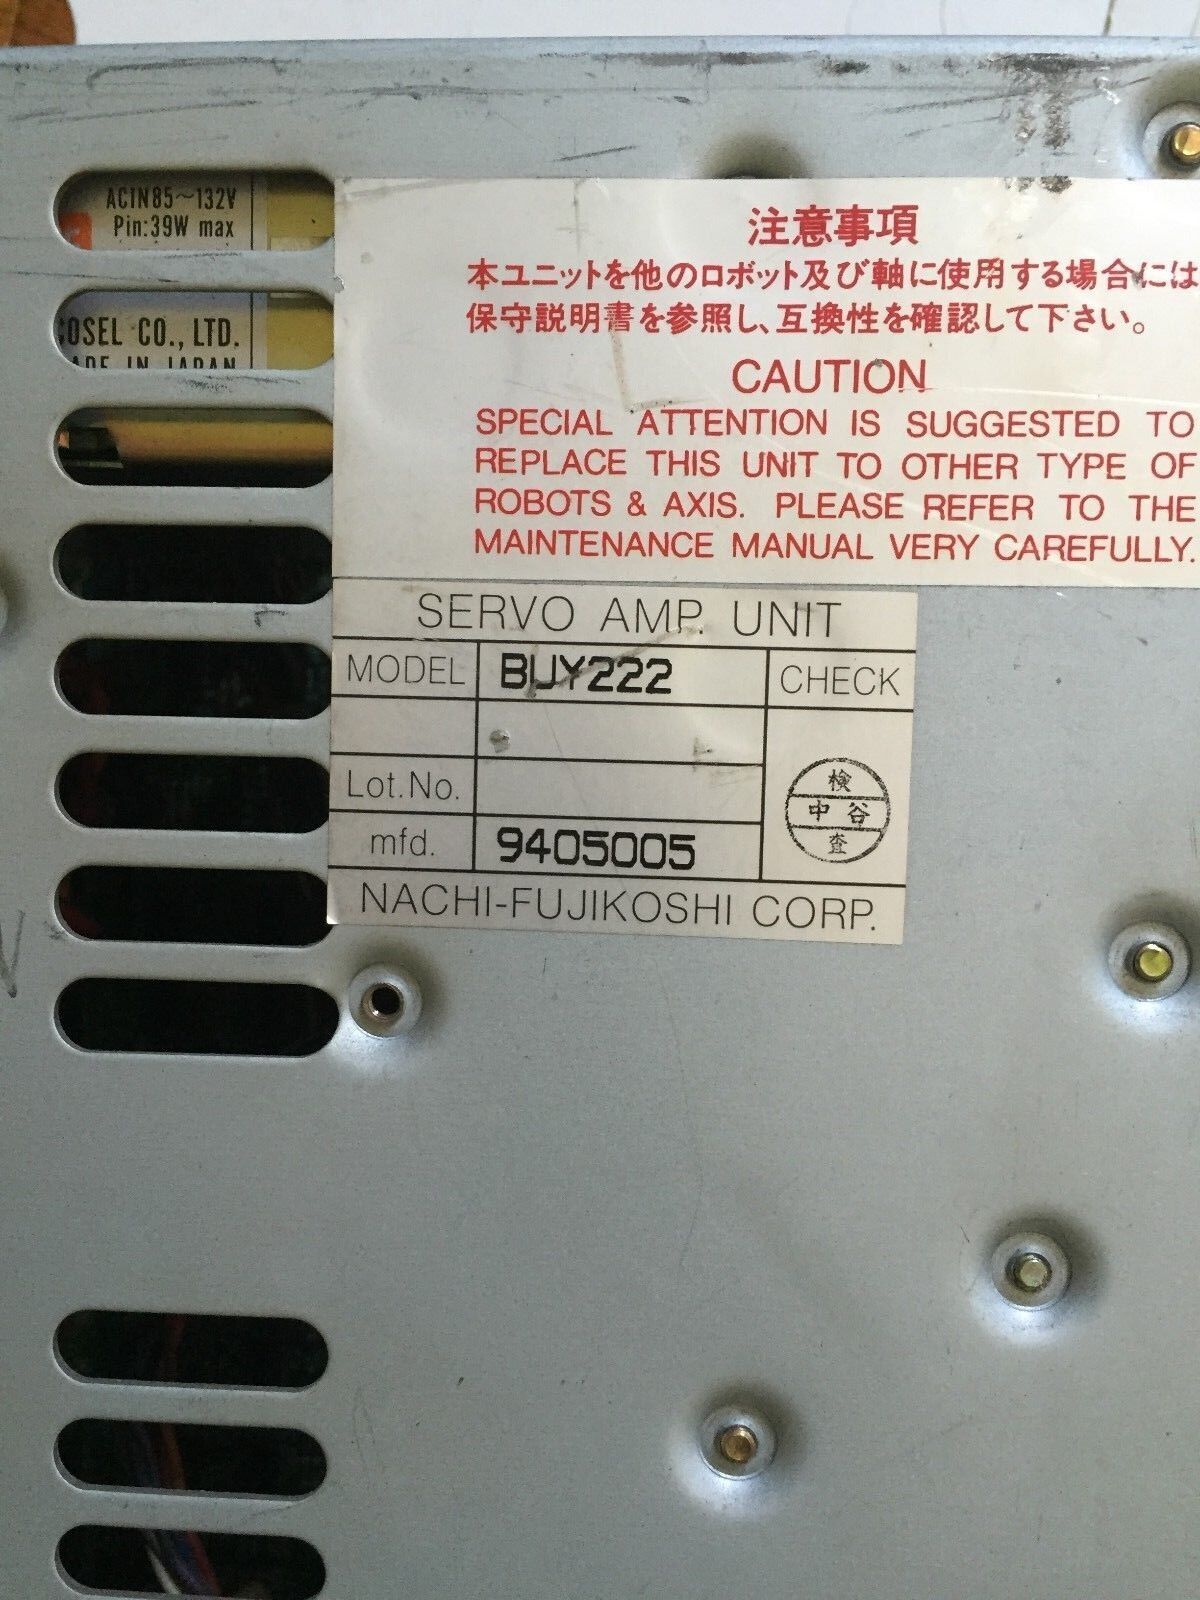 ACIN85~132V
Pin:39W max
COSEL CO., LTD.
MADE IN JAPAN
注意事項
本ユニットを他のロボット及び軸に使用する場合には
保守説明書を参照し、互換性を確認して下さい。
CAUTION
SPECIAL ATTENTION IS SUGGESTED TO
REPLACE THIS UNIT TO OTHER TYPE OF
ROBOTS & AXIS. PLEASE REFER TO THE
MAINTENANCE MANUAL VERY CAREFULLY.
SERVO AMP. UNIT
MODEL BUY222 CHECK
Lot.No.
mfd. 9405005
検
中谷
査
NACHI-FUJIKOSHI CORP.